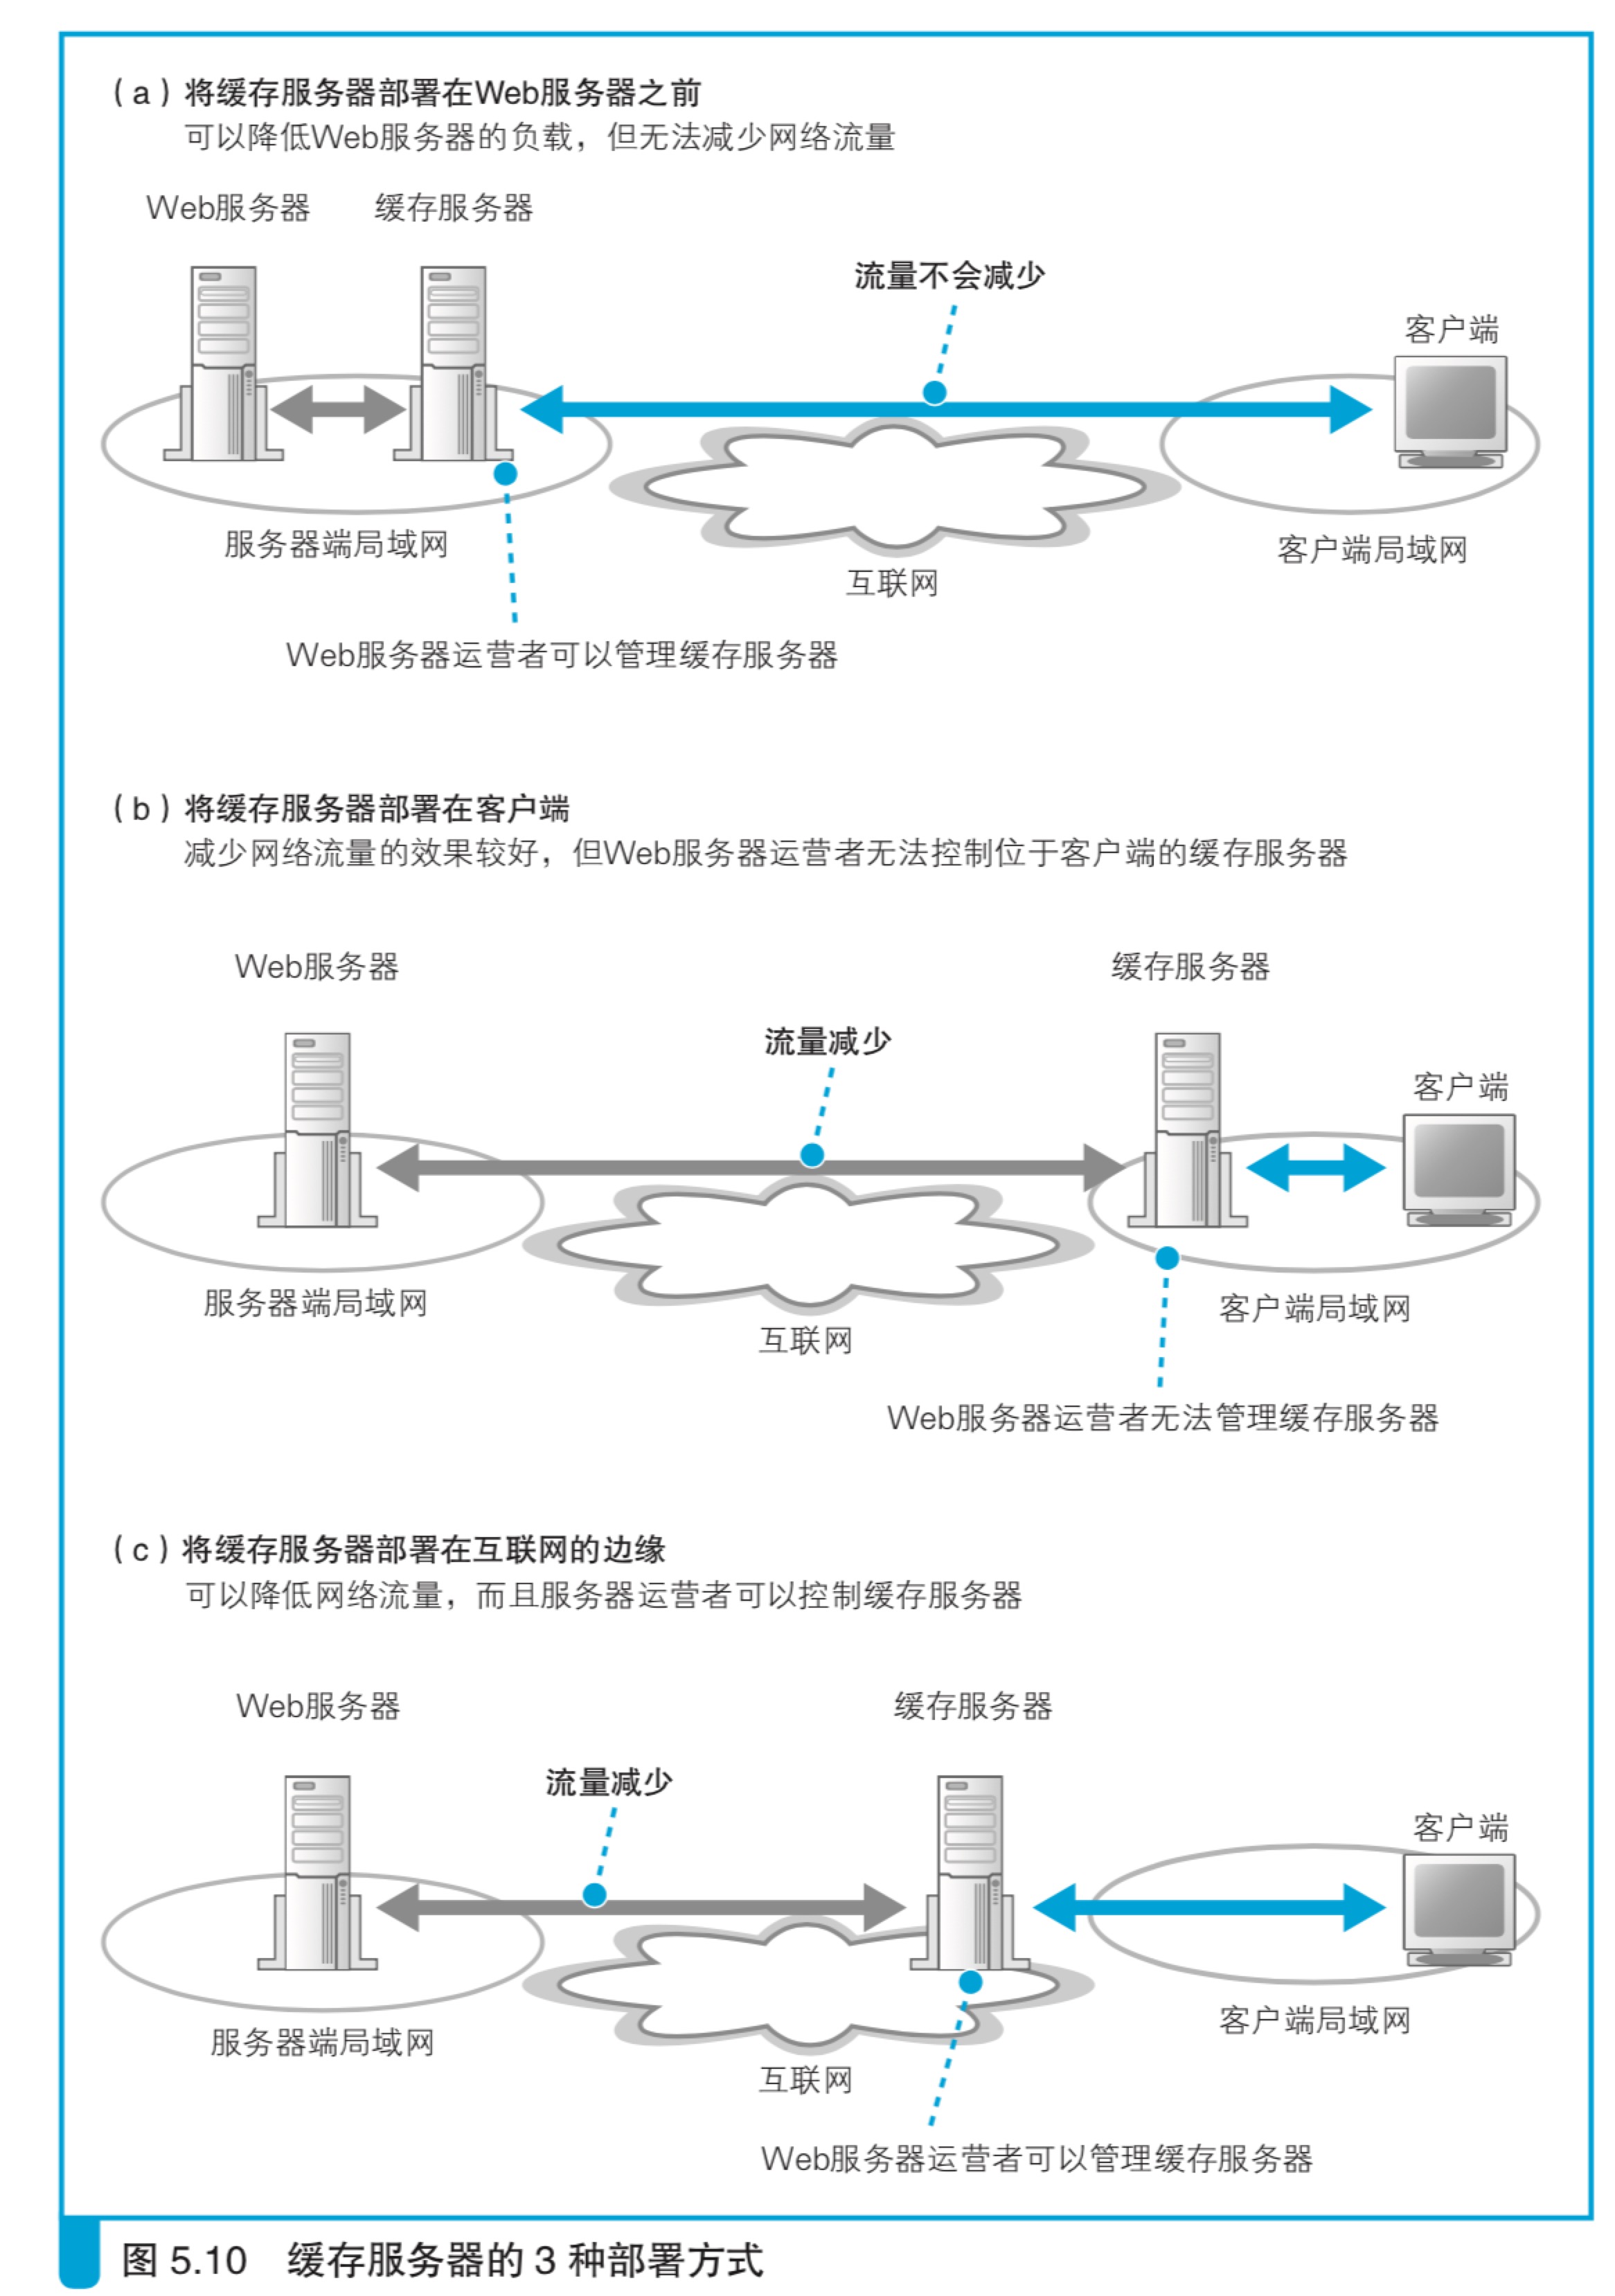 （a）将缓存服务器部署在Web服务器之前
可以降低Web服务器的负载，但无法减少网络流量
Web服务器
缓存服务器
流量不会减少
客户端
服务器端局域网
互联网
客户端局域网
Web服务器运营者可以管理缓存服务器
（b）将缓存服务器部署在客户端
减少网络流量的效果较好，但Web服务器运营者无法控制位于客户端的缓存服务器
Web服务器
缓存服务器
流量减少
客户端
服务器端局域网
互联网
客户端局域网
Web服务器运营者无法管理缓存服务器
（c）将缓存服务器部署在互联网的边缘
可以降低网络流量，而且服务器运营者可以控制缓存服务器
Web服务器
缓存服务器
流量减少
客户端
服务器端局域网
互联网
客户端局域网
Web服务器运营者可以管理缓存服务器
图 5.10 缓存服务器的 3 种部署方式